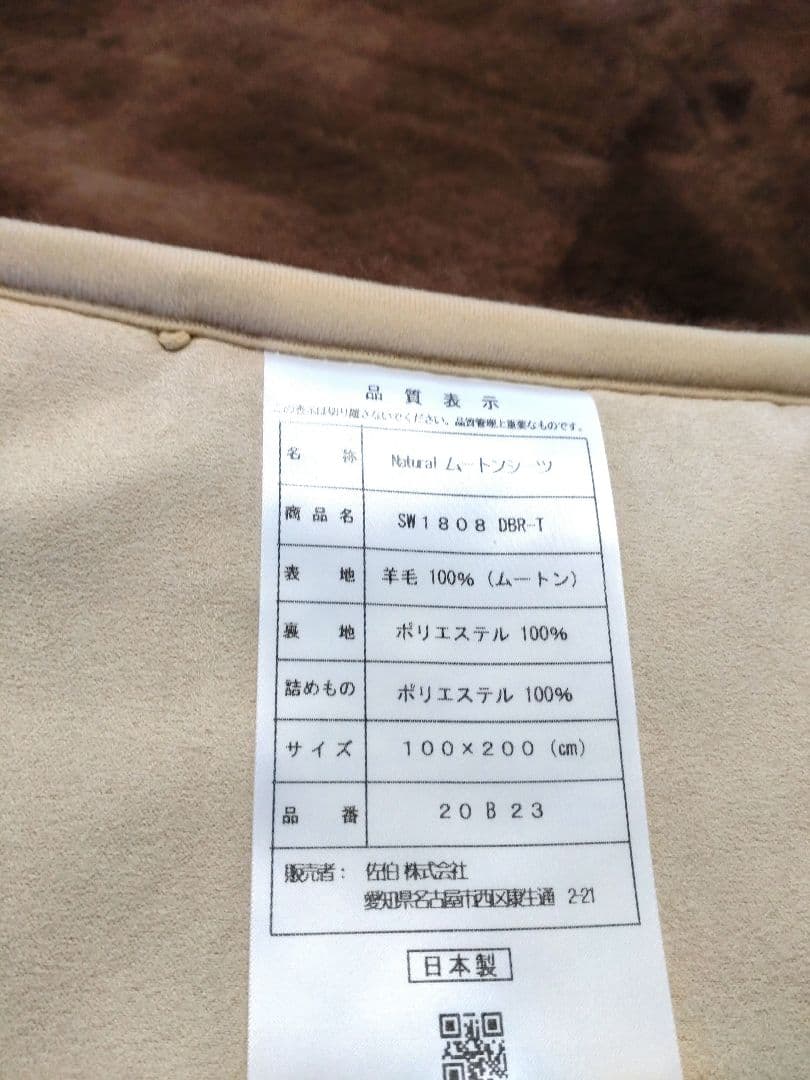 品質表示
この表示は切り離さないでください。品質管理上重要なものです。
名称 Natural ムートンシーツ
商品名 SW1808 DBR-T
表地 羊毛 100% (ムートン)
裏地 ポリエステル 100%
詰めもの ポリエステル 100%
サイズ 100×200 (cm)
品番 20B23
販売者: 佐伯株式会社
愛知県名古屋市西区康生通 2-21
日本製